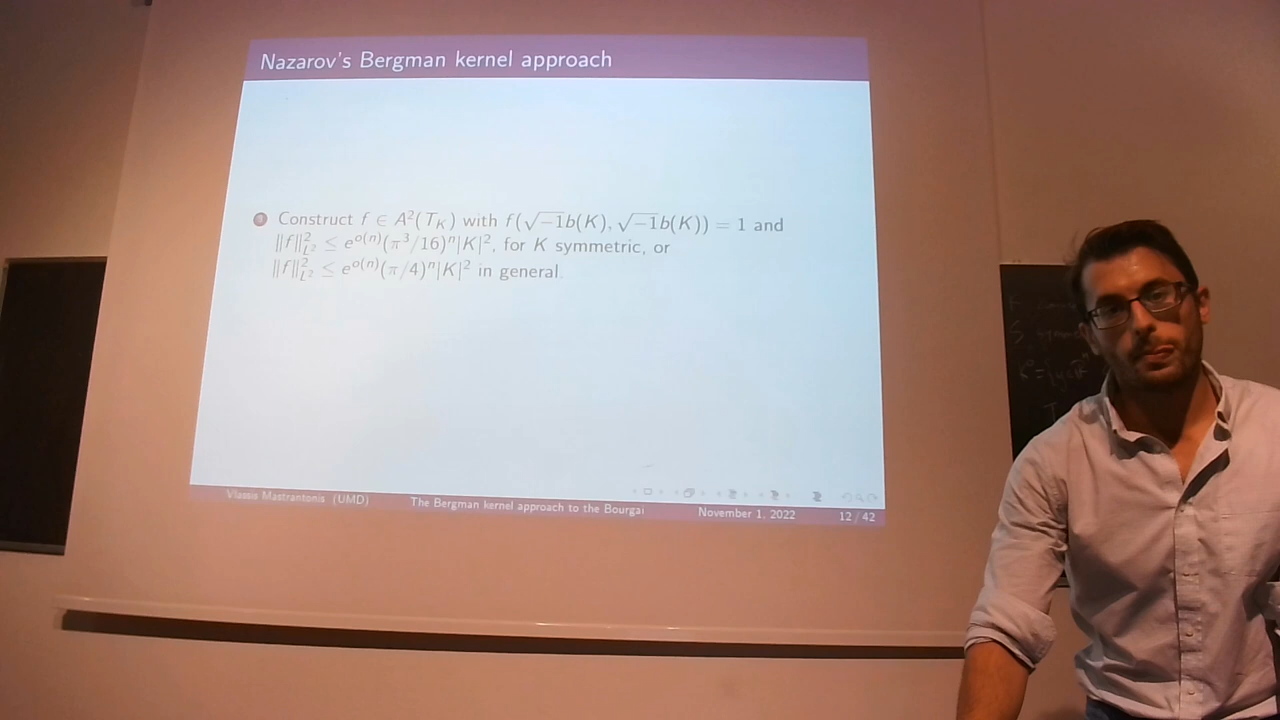 Nazarov's Bergman kernel approach
1 Construct f ∈ A²(T_K) with f(√−1b(K), √−1b(K)) = 1 and
‖f‖²_{L²} ≤ e^{o(n)}(π³/16)ⁿ|K|², for K symmetric, or
‖f‖²_{L²} ≤ e^{o(n)}(π/4)ⁿ|K|² in general.
Vlassis Mastrantonis (UMD) The Bergman kernel approach to the Bourgai November 1, 2022 12 / 42